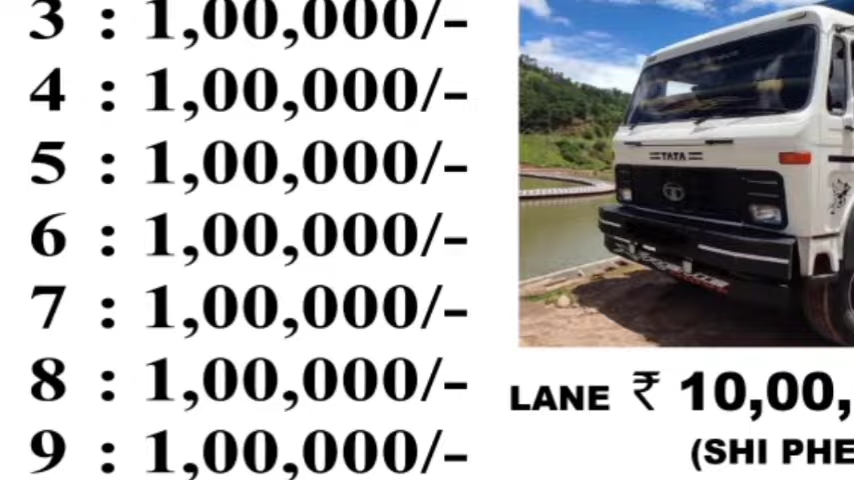 3 : 1,00,000/-
4 : 1,00,000/-
5 : 1,00,000/-
6 : 1,00,000/-
7 : 1,00,000/-
8 : 1,00,000/-
9 : 1,00,000/-
TATA
LANE ₹ 10,00,
(SHI PHE